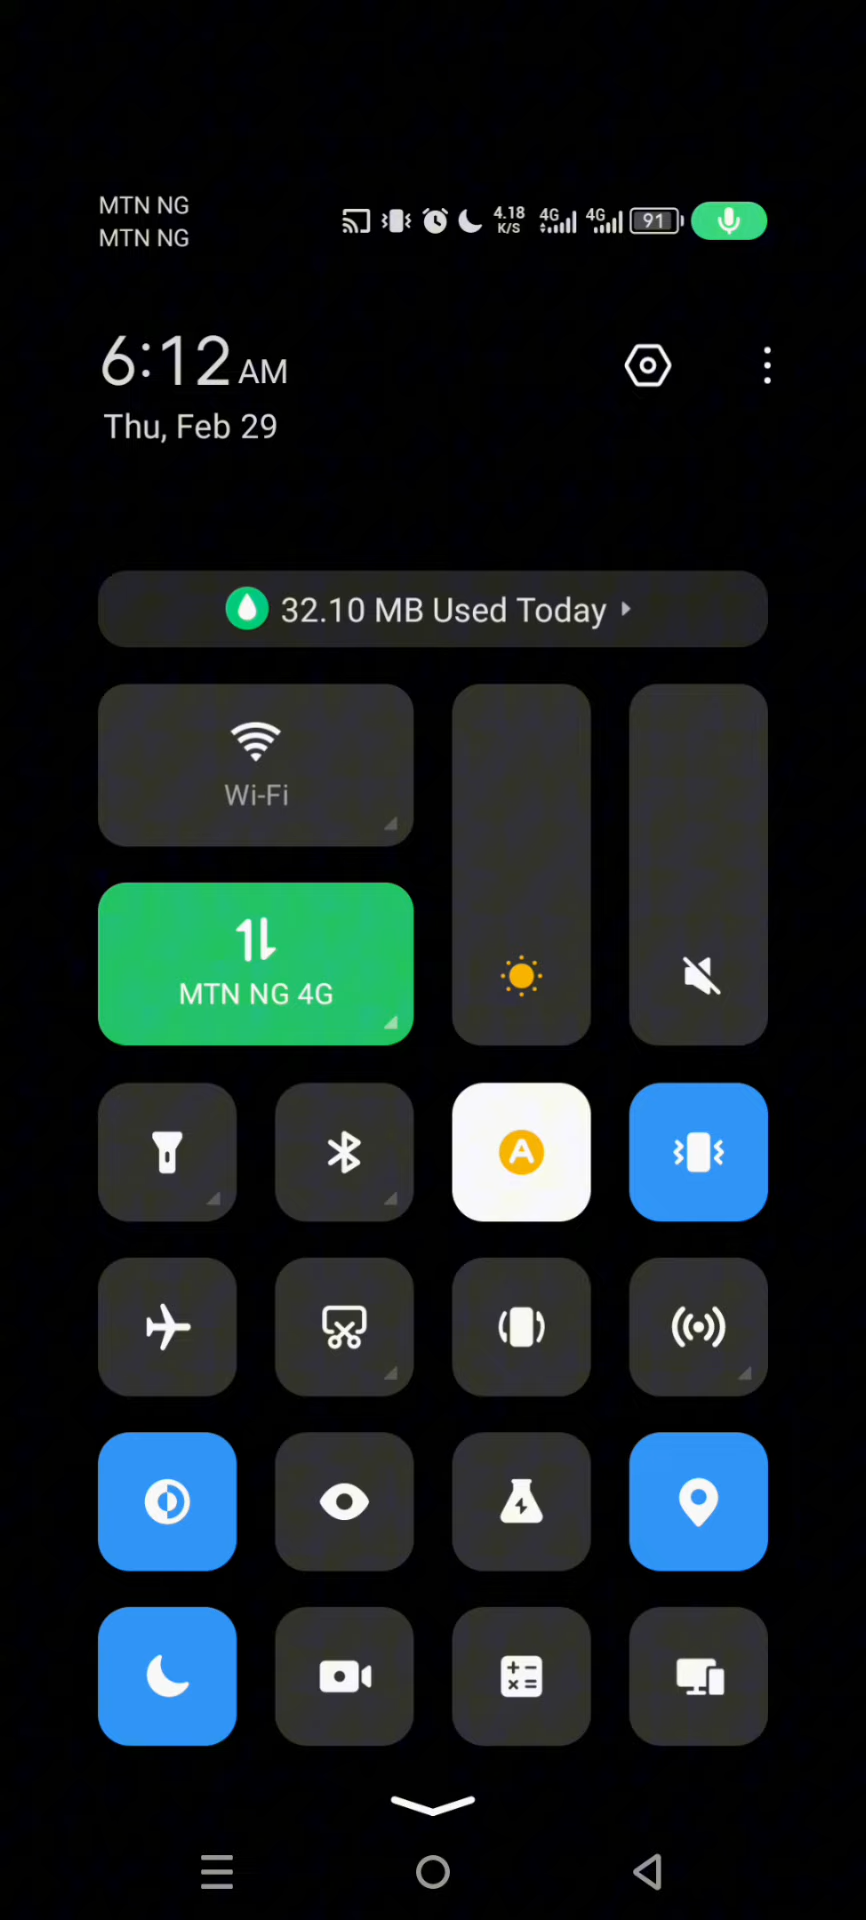 MTN NG
MTN NG
4.18
K/S
4G
4G
91
6:12 AM
Thu, Feb 29
32.10 MB Used Today
Wi-Fi
MTN NG 4G
A